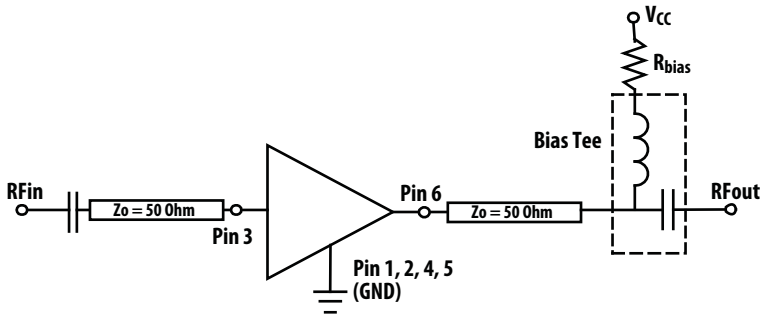 VCC
Rbias
Bias Tee
RFin
Zo = 50 Ohm
Pin 3
Pin 6
Zo = 50 Ohm
RFout
Pin 1, 2, 4, 5
(GND)